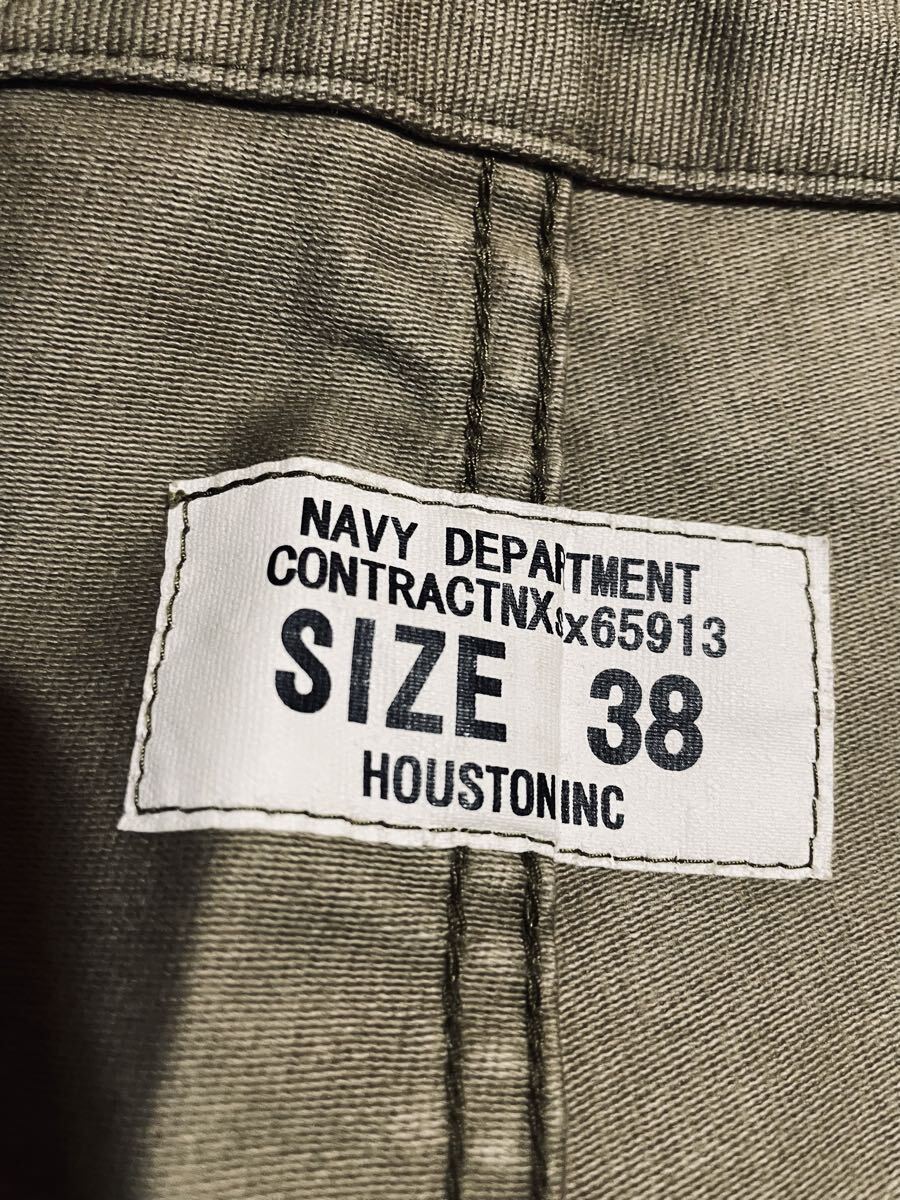 NAVY DEPARTMENT
CONTRACTNXsx65913
SIZE 38
HOUSTONINC